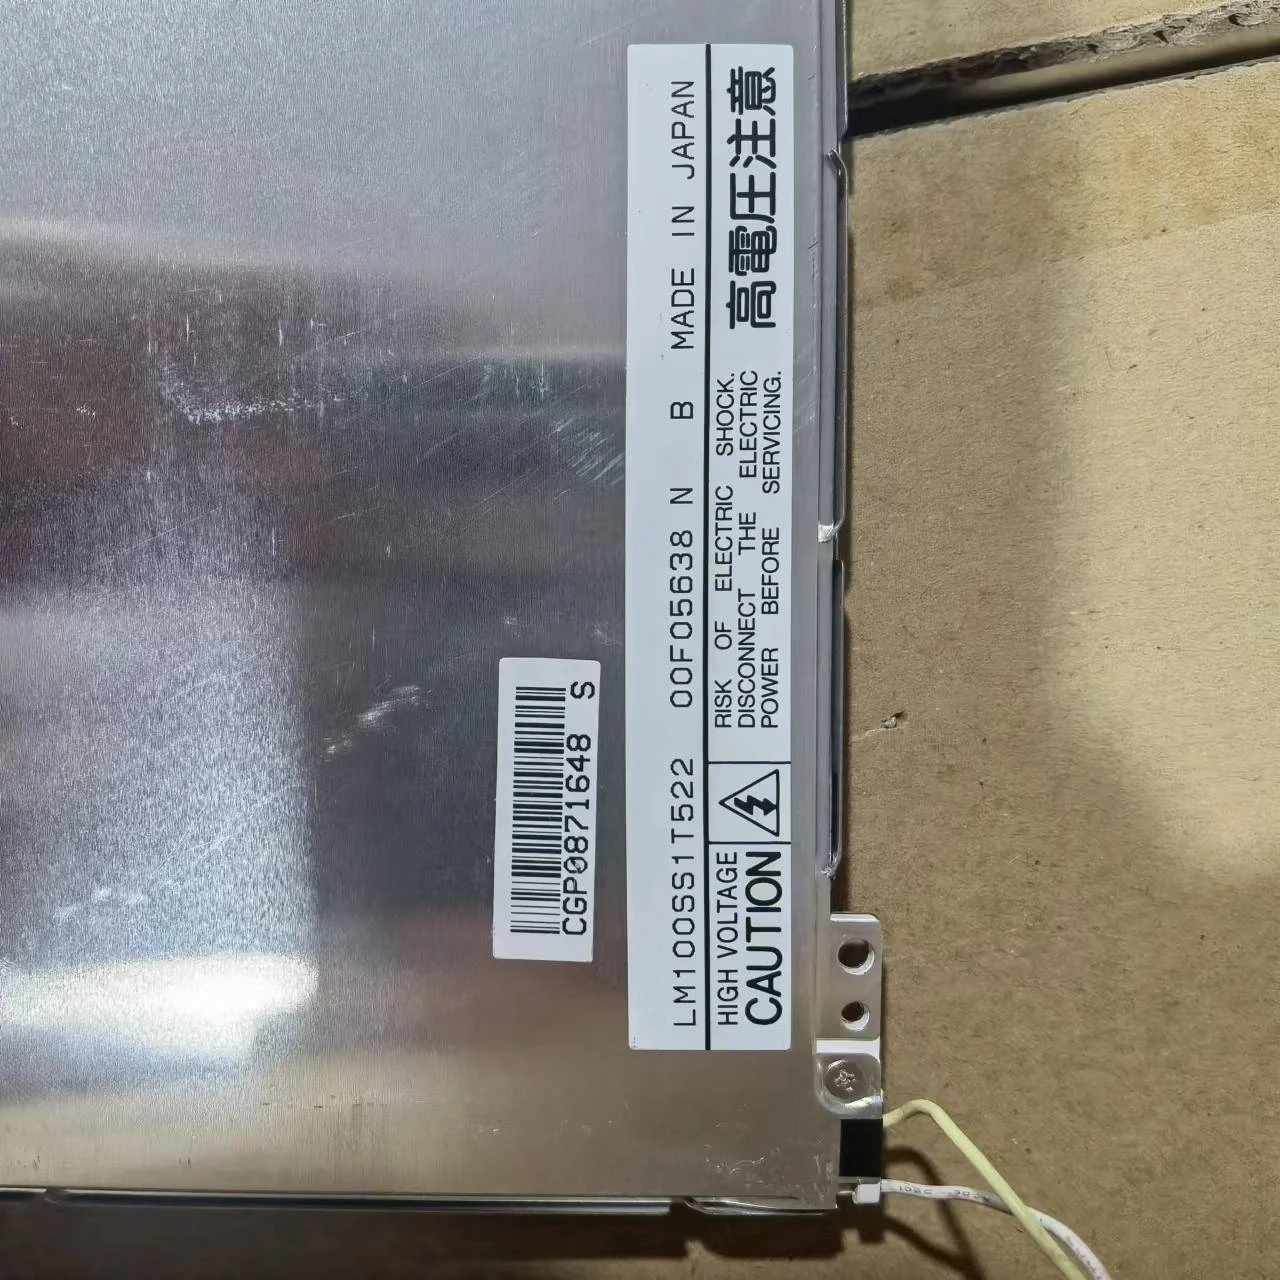 LM100SS1T522 00F05638 N B MADE IN JAPAN
HIGH VOLTAGE
CAUTION
RISK OF ELECTRIC SHOCK.
DISCONNECT THE ELECTRIC
POWER BEFORE SERVICING.
高電圧注意
CGP0871648 S